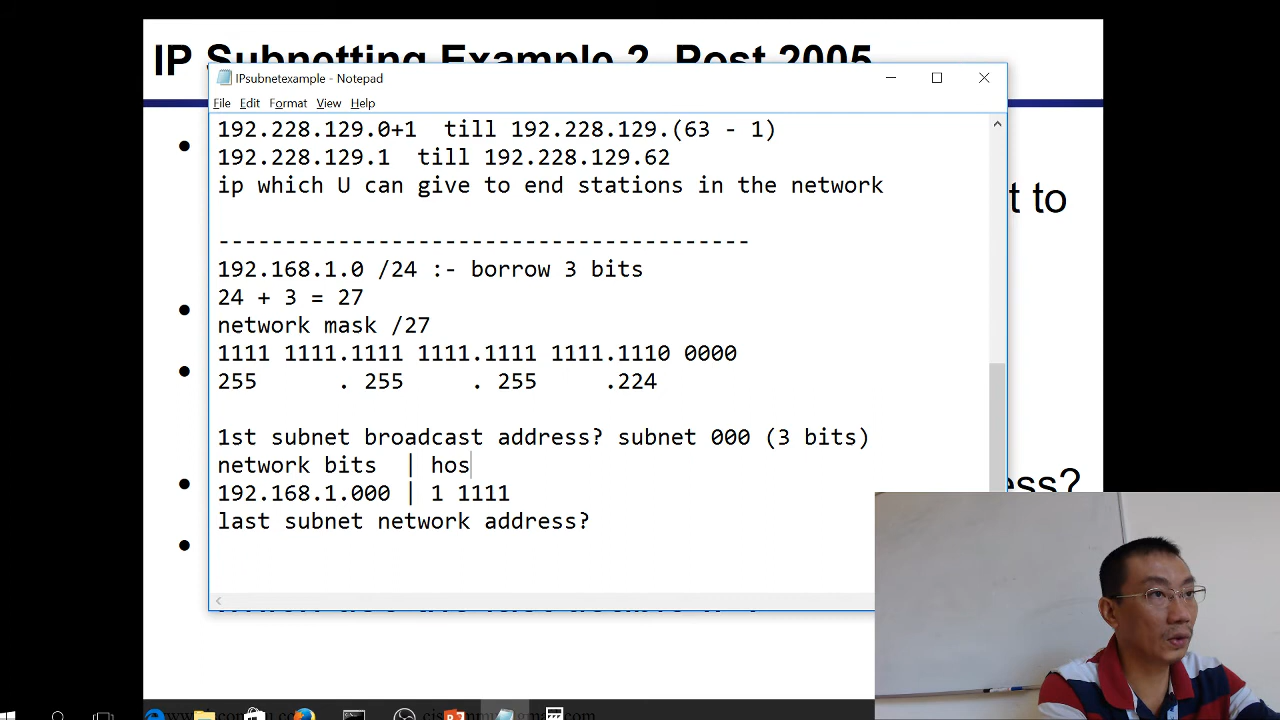 IP Subnetting Example 2 Post 2005
IPsubnetexample - Notepad
File Edit Format View Help
192.228.129.0+1 till 192.228.129.(63 - 1)
192.228.129.1 till 192.228.129.62
ip which U can give to end stations in the network
t to
----------------------------------------
192.168.1.0 /24 :- borrow 3 bits
24 + 3 = 27
network mask /27
1111 1111.1111 1111.1111 1111.1110 0000
255 . 255 . 255 .224
1st subnet broadcast address? subnet 000 (3 bits)
network bits | hos
ess?
192.168.1.000 | 1 1111
last subnet network address?